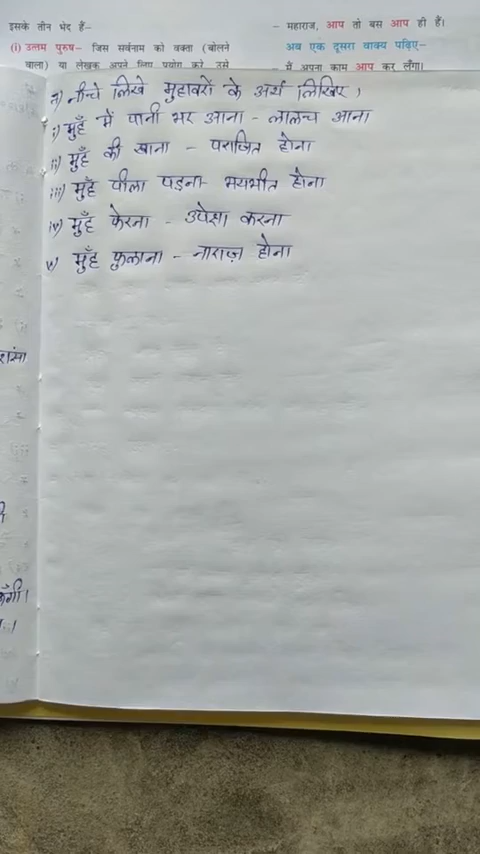 इसके तीन भेद हैं–
(i) उत्तम पुरुष– जिस सर्वनाम को वक्ता (बोलने
वाला) या लेखक अपने लिए प्रयोग करे उसे
– महाराज, आप तो बस आप ही हैं।
अब एक दूसरा वाक्य पढ़िए–
– मैं अपना काम आप कर लूँगा।
नीचे लिखे मुहावरों के अर्थ लिखिए।
i) मुहँ में पानी भर आना - लालच आना
ii) मुहँ की खाना - पराजित होना
iii) मुहँ पीला पड़ना- भयभीत होना
iv) मुहँ फेरना - उपेक्षा करना
v) मुहँ फुलाना - नाराज़ होना